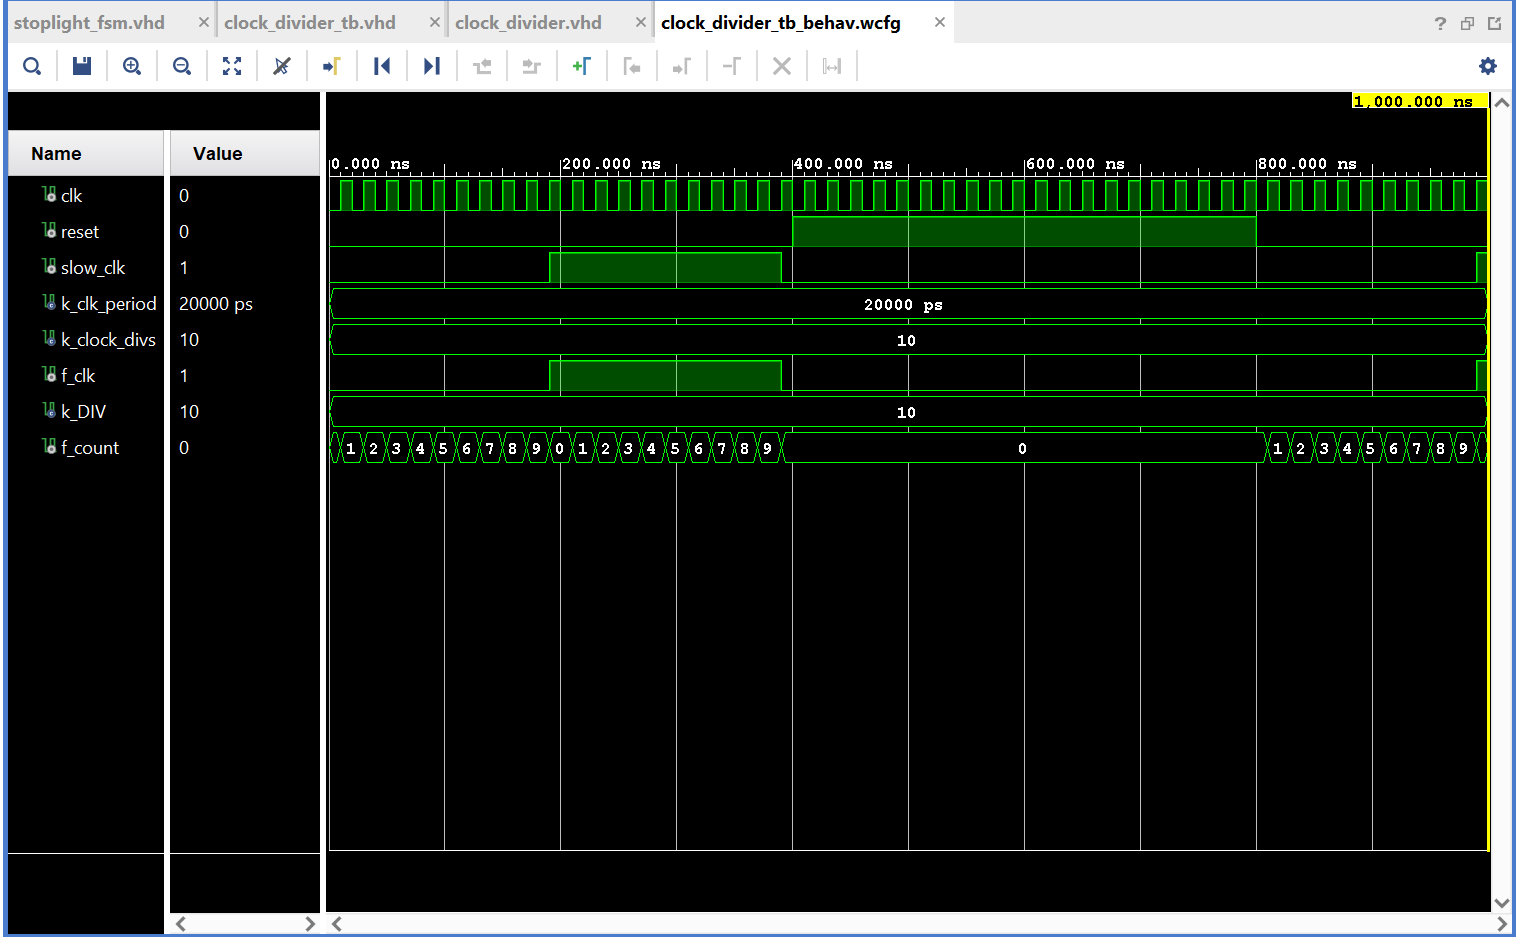 stoplight_fsm.vhd × clock_divider_tb.vhd × clock_divider.vhd × clock_divider_tb_behav.wcfg × ?
1,000.000 ns
Name Value
0.000 ns 200.000 ns 400.000 ns 600.000 ns 800.000 ns
clk 0
reset 0
slow_clk 1
k_clk_period 20000 ps 20000 ps
k_clock_divs 10 10
f_clk 1
k_DIV 10 10
f_count 0 1 2 3 4 5 6 7 8 9 0 1 2 3 4 5 6 7 8 9 0 1 2 3 4 5 6 7 8 9